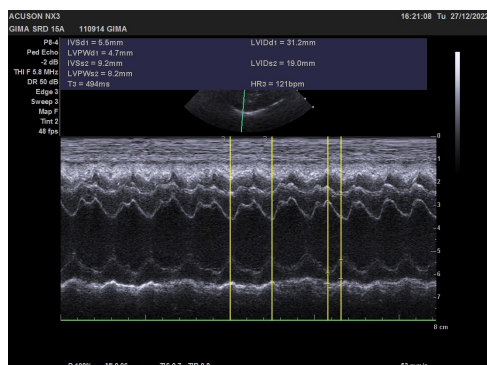 ACUSON NX3
16:21:08 Tu 27/12/2022
GIMA SRD 15A 110914 GIMA
P8-4
Ped Echo
-2 dB
THI F 5.8 MHz
DR 50 dB
Edge 3
Sweep 3
Map F
Tint 2
48 fps
IVSd1 = 5.5mm LVIDd1 = 31.2mm
LVPWd1 = 4.7mm
IVSs2 = 9.2mm LVIDs2 = 19.0mm
LVPWs2 = 8.2mm
T3 = 494ms HR3 = 121bpm
0
1
2
3
4
5
6
7
8 cm